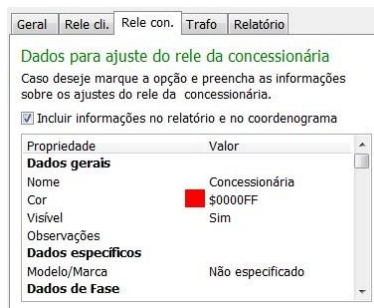 Geral Rele cli. Rele con. Trafo Relatório
Dados para ajuste do rele da concessionária
Caso deseje marque a opção e preencha as informações
sobre os ajustes do rele da concessionária.
Incluir informações no relatório e no coordenograma
Propriedade Valor
Dados gerais
Nome Concessionária
Cor $0000FF
Visível Sim
Observações
Dados específicos
Modelo/Marca Não especificado
Dados de Fase